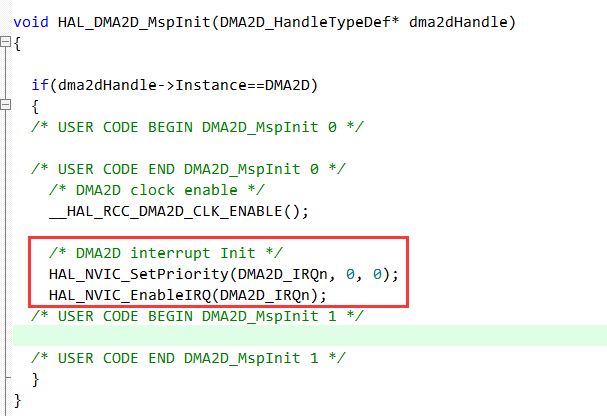 void HAL_DMA2D_MspInit(DMA2D_HandleTypeDef* dma2dHandle)
{
if(dma2dHandle->Instance==DMA2D)
{
/* USER CODE BEGIN DMA2D_MspInit 0 */
/* USER CODE END DMA2D_MspInit 0 */
/* DMA2D clock enable */
__HAL_RCC_DMA2D_CLK_ENABLE();
/* DMA2D interrupt Init */
HAL_NVIC_SetPriority(DMA2D_IRQn, 0, 0);
HAL_NVIC_EnableIRQ(DMA2D_IRQn);
/* USER CODE BEGIN DMA2D_MspInit 1 */
/* USER CODE END DMA2D_MspInit 1 */
}
}